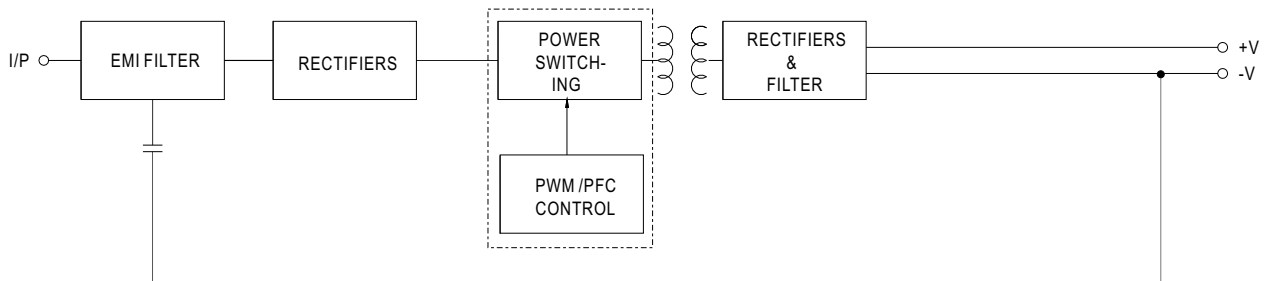 I/P
EMI FILTER
RECTIFIERS
POWER
SWITCH-
ING
RECTIFIERS
&
FILTER
+V
-V
PWM/PFC
CONTROL